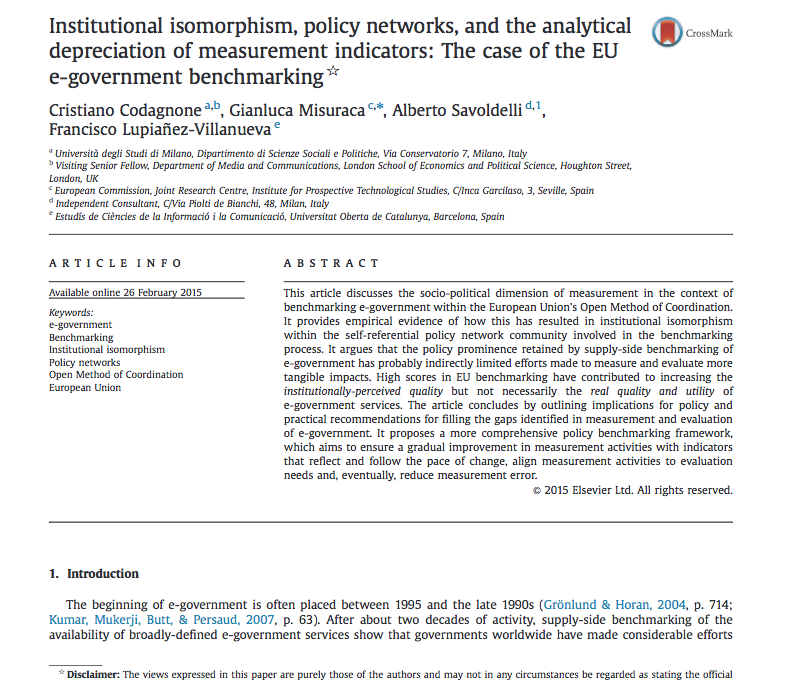 Institutional isomorphism, policy networks, and the analytical
depreciation of measurement indicators: The case of the EU
e-government benchmarking☆
CrossMark
Cristiano Codagnone a,b, Gianluca Misuraca c,*, Alberto Savoldelli d,1,
Francisco Lupiañez-Villanueva e
a Università degli Studi di Milano, Dipartimento di Scienze Sociali e Politiche, Via Conservatorio 7, Milano, Italy
b Visiting Senior Fellow, Department of Media and Communications, London School of Economics and Political Science, Houghton Street,
London, UK
c European Commission, Joint Research Centre, Institute for Prospective Technological Studies, C/Inca Garcilaso, 3, Seville, Spain
d Independent Consultant, C/Via Piolti de Bianchi, 48, Milan, Italy
e Estudís de Ciències de la Informació i la Comunicació, Universitat Oberta de Catalunya, Barcelona, Spain
ARTICLE INFO
Available online 26 February 2015
Keywords:
e-government
Benchmarking
Institutional isomorphism
Policy networks
Open Method of Coordination
European Union
ABSTRACT
This article discusses the socio-political dimension of measurement in the context of
benchmarking e-government within the European Union's Open Method of Coordination.
It provides empirical evidence of how this has resulted in institutional isomorphism
within the self-referential policy network community involved in the benchmarking
process. It argues that the policy prominence retained by supply-side benchmarking of
e-government has probably indirectly limited efforts made to measure and evaluate more
tangible impacts. High scores in EU benchmarking have contributed to increasing the
institutionally-perceived quality but not necessarily the real quality and utility of
e-government services. The article concludes by outlining implications for policy and
practical recommendations for filling the gaps identified in measurement and evaluation
of e-government. It proposes a more comprehensive policy benchmarking framework,
which aims to ensure a gradual improvement in measurement activities with indicators
that reflect and follow the pace of change, align measurement activities to evaluation
needs and, eventually, reduce measurement error.
© 2015 Elsevier Ltd. All rights reserved.
1. Introduction
The beginning of e-government is often placed between 1995 and the late 1990s (Grönlund & Horan, 2004, p. 714;
Kumar, Mukerji, Butt, & Persaud, 2007, p. 63). After about two decades of activity, supply-side benchmarking of the
availability of broadly-defined e-government services show that governments worldwide have made considerable efforts
☆ Disclaimer: The views expressed in this paper are purely those of the authors and may not in any circumstances be regarded as stating the official